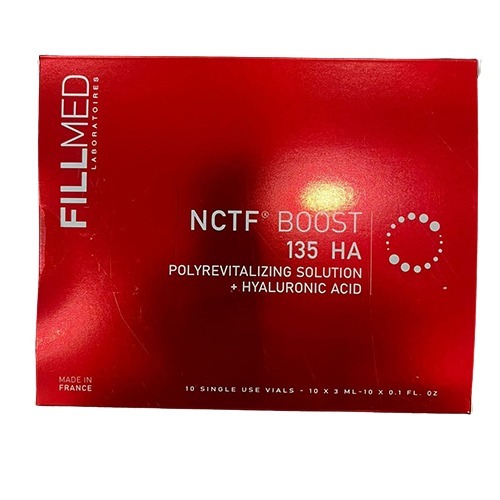 FILLMED
LABORATOIRES
NCTF® BOOST
135 HA
POLYREVITALIZING SOLUTION
+ HYALURONIC ACID
MADE IN
FRANCE
10 SINGLE USE VIALS - 10 X 3 ML-10 X 0.1 FL. OZ